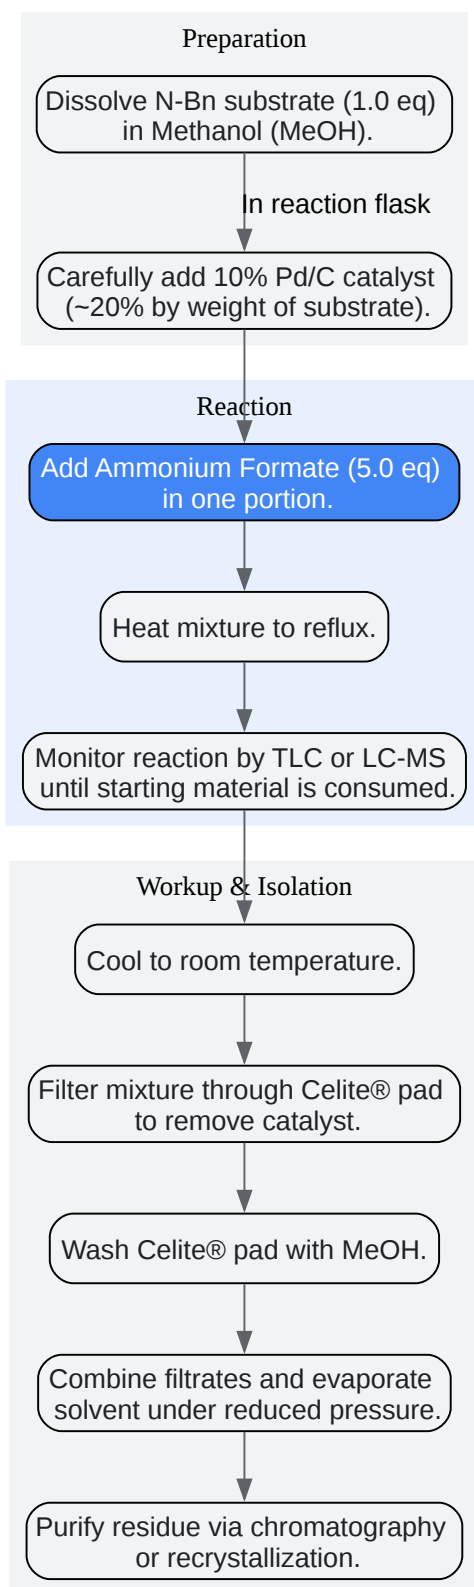 Preparation
Dissolve N-Bn substrate (1.0 eq)
in Methanol (MeOH).
In reaction flask
Carefully add 10% Pd/C catalyst
(~20% by weight of substrate).
Reaction
Add Ammonium Formate (5.0 eq)
in one portion.
Heat mixture to reflux.
Monitor reaction by TLC or LC-MS
until starting material is consumed.
Workup & Isolation
Cool to room temperature.
Filter mixture through Celite® pad
to remove catalyst.
Wash Celite® pad with MeOH.
Combine filtrates and evaporate
solvent under reduced pressure.
Purify residue via chromatography
or recrystallization.